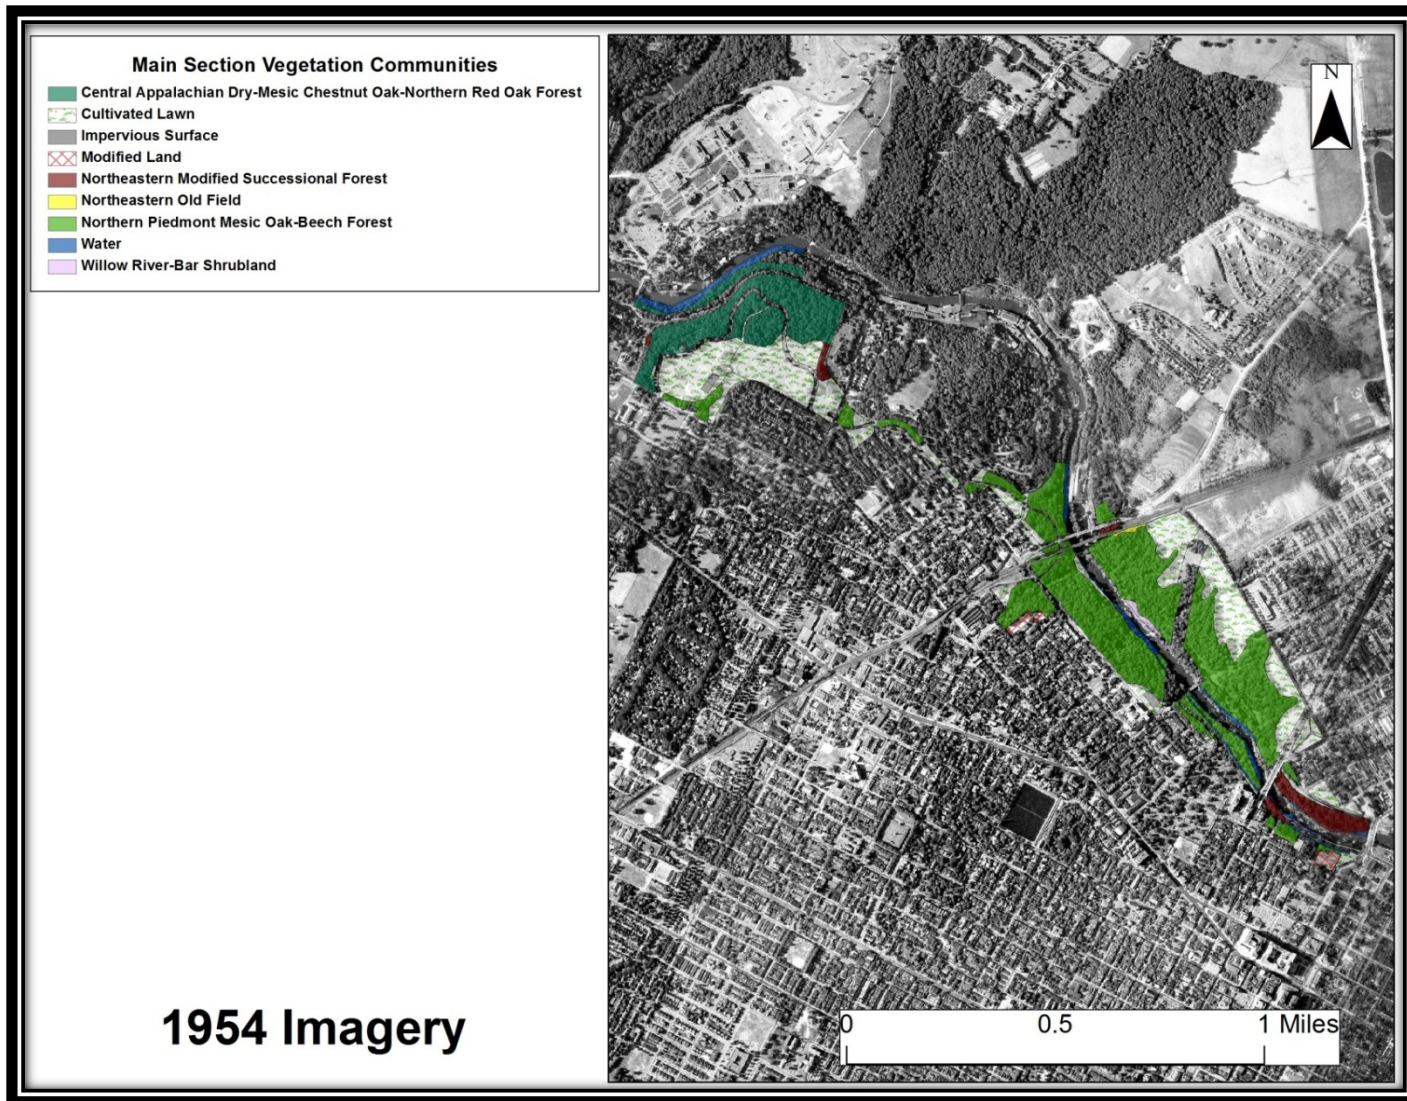 Main Section Vegetation Communities
Central Appalachian Dry-Mesic Chestnut Oak-Northern Red Oak Forest
Cultivated Lawn
Impervious Surface
Modified Land
Northeastern Modified Successional Forest
Northeastern Old Field
Northern Piedmont Mesic Oak-Beech Forest
Water
Willow River-Bar Shrubland
N
1954 Imagery
0 0.5 1 Miles